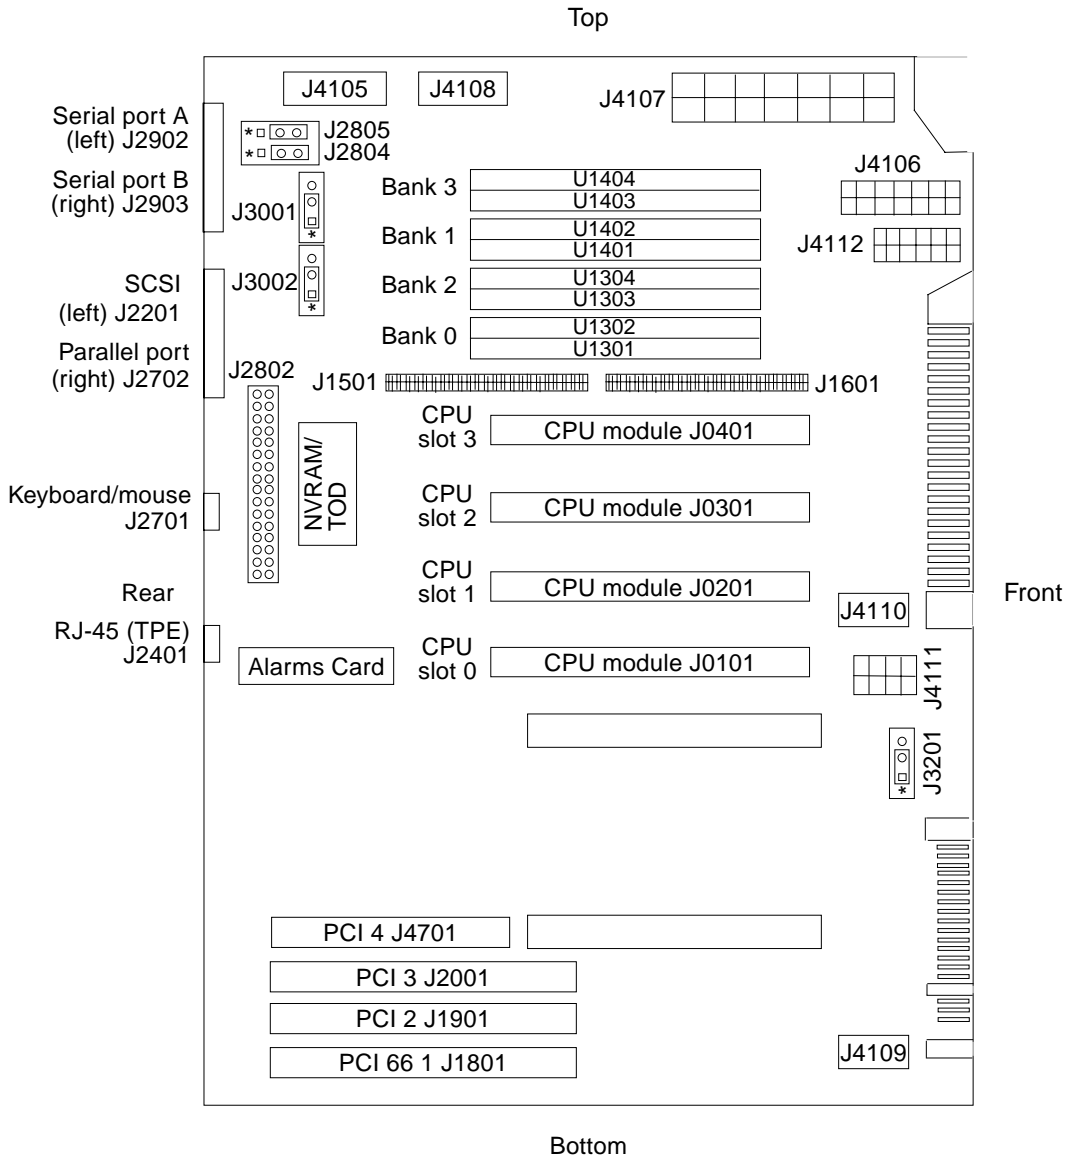 Top
J4105
J4108
J4107
Serial port A
(left) J2902
* J2805
* J2804
J4106
Serial port B
(right) J2903
J3001
*
Bank 3
U1404
U1403
Bank 1
U1402
U1401
J4112
SCSI
(left) J2201
J3002
*
Bank 2
U1304
U1303
Bank 0
U1302
U1301
Parallel port
(right) J2702
J2802
J1501
J1601
CPU
slot 3
CPU module J0401
NVRAM/
TOD
Keyboard/mouse
J2701
CPU
slot 2
CPU module J0301
CPU
slot 1
CPU module J0201
Rear
Front
J4110
RJ-45 (TPE)
J2401
Alarms Card
CPU
slot 0
CPU module J0101
J4111
J3201
*
PCI 4 J4701
PCI 3 J2001
PCI 2 J1901
PCI 66 1 J1801
J4109
Bottom